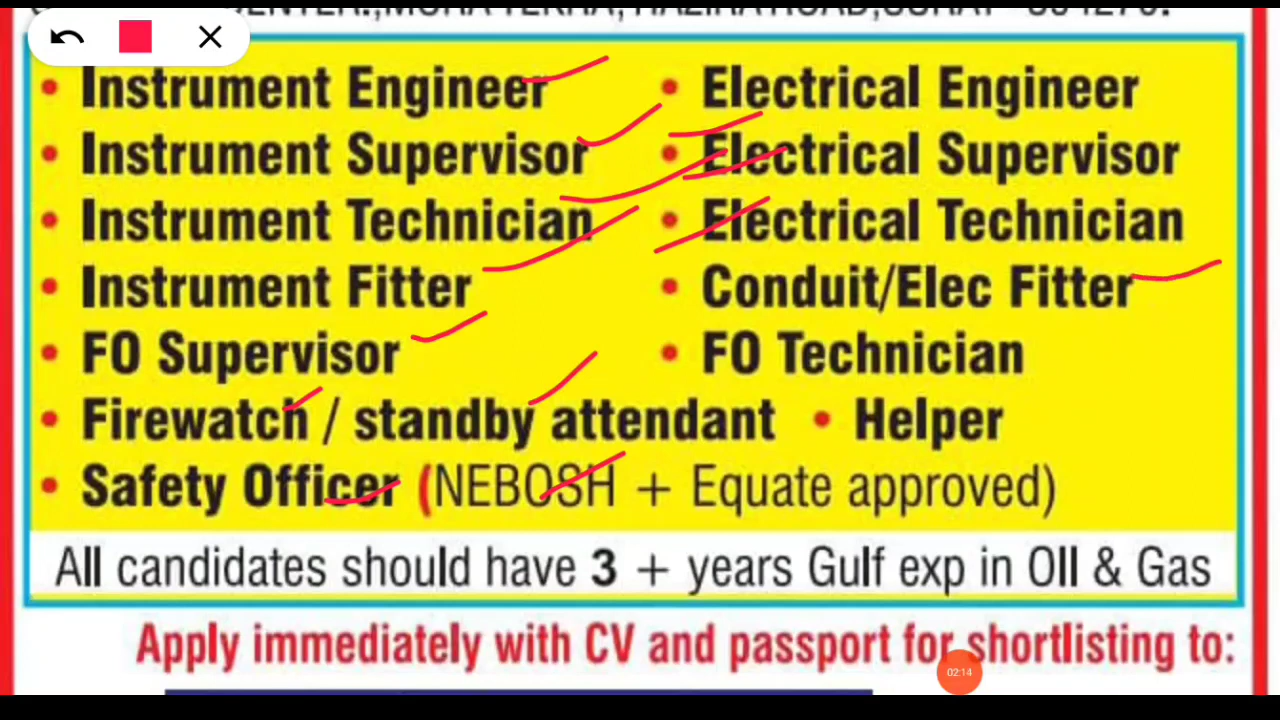 • Instrument Engineer • Electrical Engineer
• Instrument Supervisor • Electrical Supervisor
• Instrument Technician • Electrical Technician
• Instrument Fitter • Conduit/Elec Fitter
• FO Supervisor • FO Technician
• Firewatch / standby attendant • Helper
• Safety Officer (NEBOSH + Equate approved)
All candidates should have 3 + years Gulf exp in Oll & Gas
Apply immediately with CV and passport for shortlisting to:
02:14